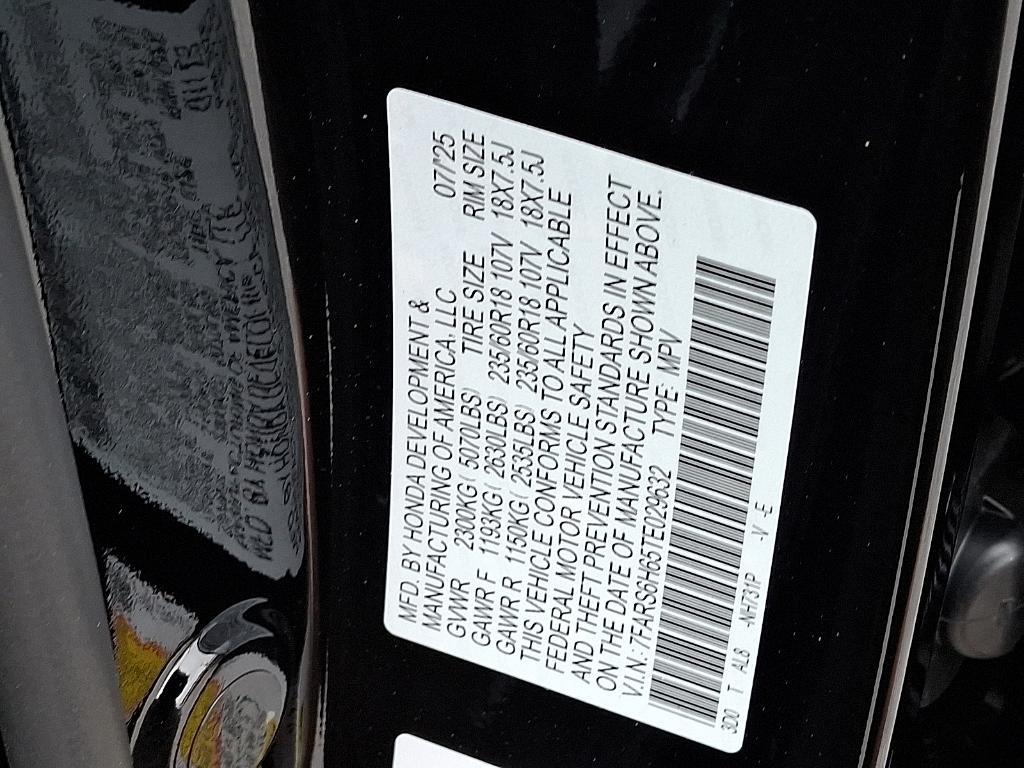 MFD. BY HONDA DEVELOPMENT &
MANUFACTURING OF AMERICA, LLC 07/'25
GVWR 2300KG( 5070LBS) TIRE SIZE RIM SIZE
GAWR F 1193KG( 2630LBS) 235/60R18 107V 18X7.5J
GAWR R 1150KG( 2535LBS) 235/60R18 107V 18X7.5J
THIS VEHICLE CONFORMS TO ALL APPLICABLE
FEDERAL MOTOR VEHICLE SAFETY
AND THEFT PREVENTION STANDARDS IN EFFECT
ON THE DATE OF MANUFACTURE SHOWN ABOVE.
V.I.N.: 7FARS6H65TE029632 TYPE: MPV
300 T AL8 -NH731P -V E